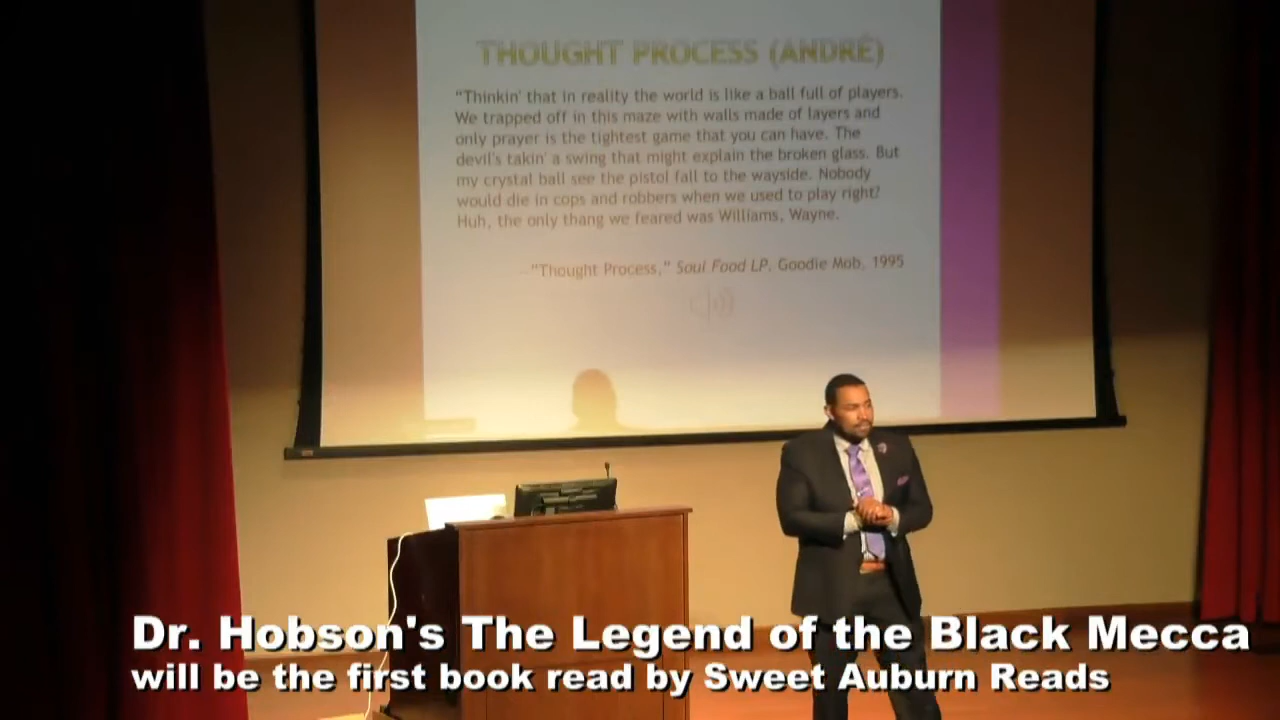 THOUGHT PROCESS (ANDRÉ)
"Thinkin' that in reality the world is like a ball full of players.
We trapped off in this maze with walls made of layers and
only prayer is the tightest game that you can have. The
devil's takin' a swing that might explain the broken glass. But
my crystal ball see the pistol fall to the wayside. Nobody
would die in cops and robbers when we used to play right?
Huh, the only thang we feared was Williams, Wayne.
–"Thought Process," Soul Food LP, Goodie Mob, 1995
Dr. Hobson's The Legend of the Black Mecca
will be the first book read by Sweet Auburn Reads